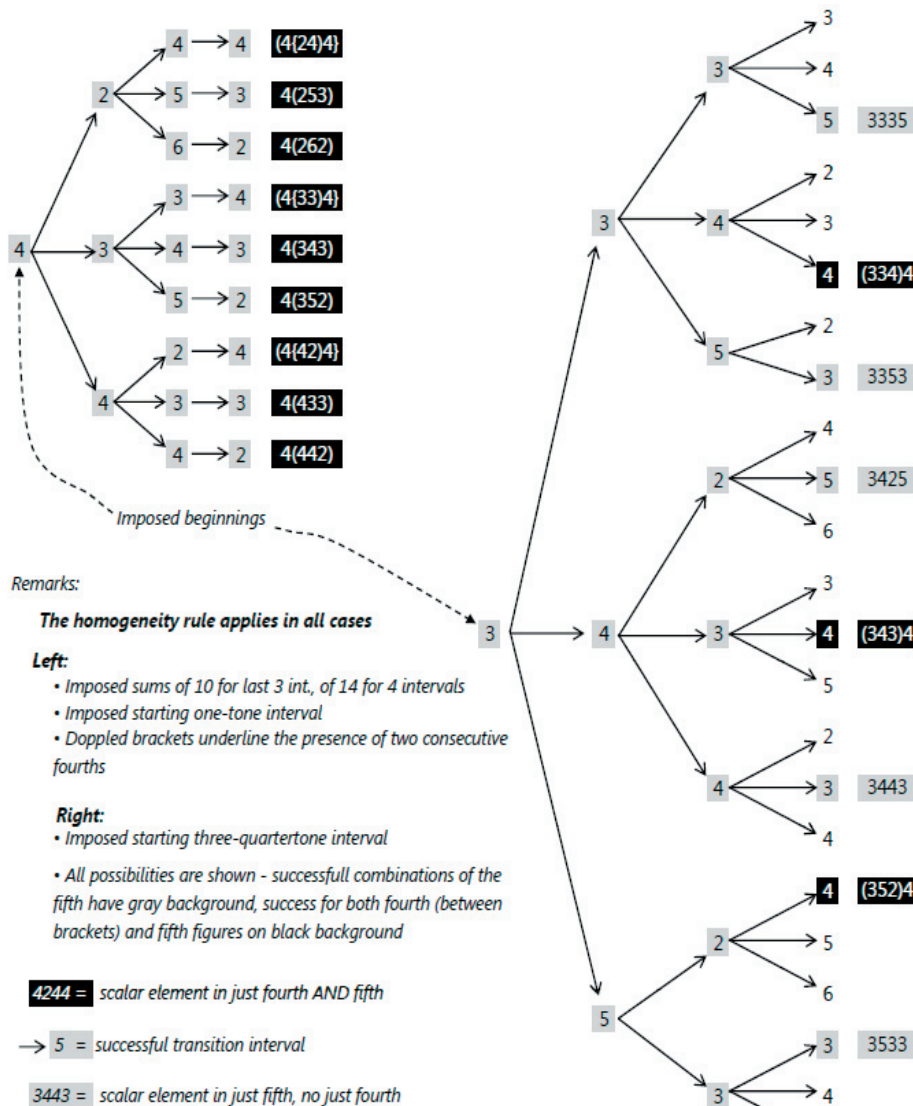 4 → 4 (4{24)4}
2 5 → 3 4(253)
6 → 2 4(262)
3 → 4 (4{33)4}
4 3 4 → 3 4(343)
5 → 2 4(352)
2 → 4 (4{42)4}
4 3 → 3 4(433)
4 → 2 4(442)
Imposed beginnings
Remarks:
The homogeneity rule applies in all cases
Left:
• Imposed sums of 10 for last 3 int., of 14 for 4 intervals
• Imposed starting one-tone interval
• Doppled brackets underline the presence of two consecutive
fourths
Right:
• Imposed starting three-quartertone interval
• All possibilities are shown - successfull combinations of the
fifth have gray background, success for both fourth (between
brackets) and fifth figures on black background
4244 = scalar element in just fourth AND fifth
→ 5 = successful transition interval
3443 = scalar element in just fifth, no just fourth
3
3
3
3 4
5 3335
2
4 3
4 (334)4
2
5
3 3353
4
4
2 5 3425
6
3
3 4 (343)4
5
2
4 3 3443
4
5
4 (352)4
2 5
6
3 3533
3 4